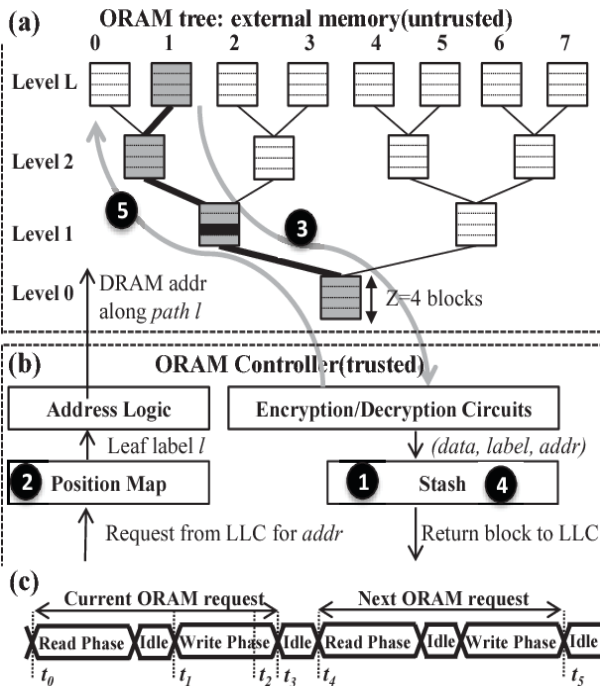 (a) ORAM tree: external memory(untrusted)
0 1 2 3 4 5 6 7
Level L
Level 2
Level 1
Level 0
5
3
DRAM addr
along path l
Z=4 blocks
(b) ORAM Controller(trusted)
Address Logic
Encryption/Decryption Circuits
Leaf label l
(data, label, addr)
2 Position Map
1 Stash 4
Request from LLC for addr
Return block to LLC
(c) Current ORAM request Next ORAM request
Read Phase Idle Write Phase Idle Read Phase Idle Write Phase Idle
t0 t1 t2 t3 t4 t5